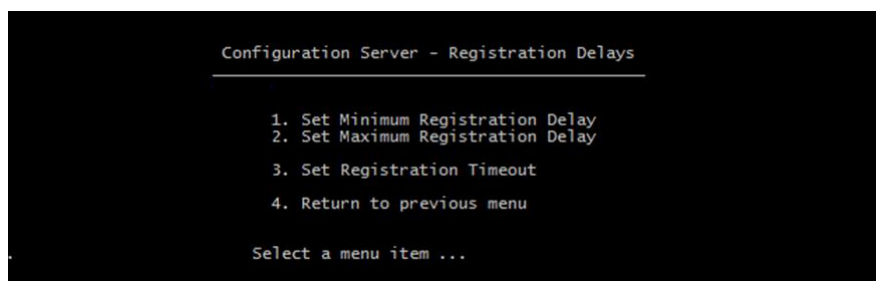 Configuration Server - Registration Delays
1. Set Minimum Registration Delay
2. Set Maximum Registration Delay
3. Set Registration Timeout
4. Return to previous menu
Select a menu item ...